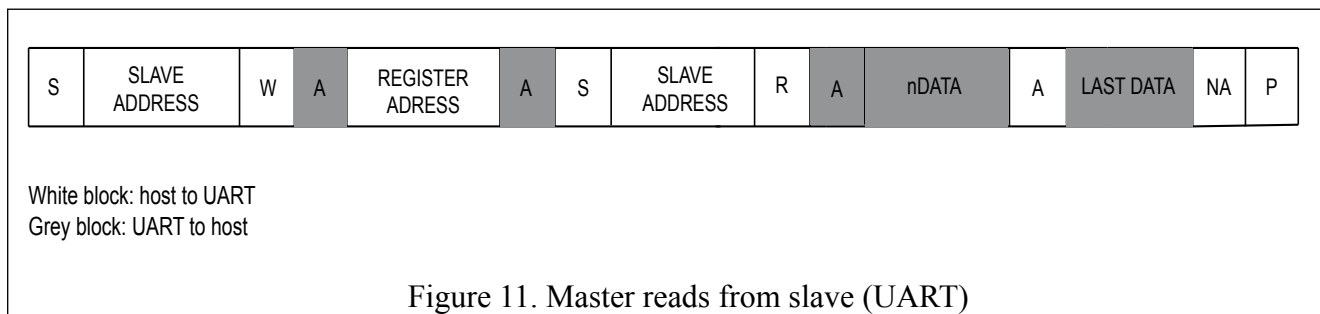 S
SLAVE
ADDRESS
W
A
REGISTER
ADRESS
A
S
SLAVE
ADDRESS
R
A
nDATA
A
LAST DATA
NA
P
White block: host to UART
Grey block: UART to host
Figure 11. Master reads from slave (UART)